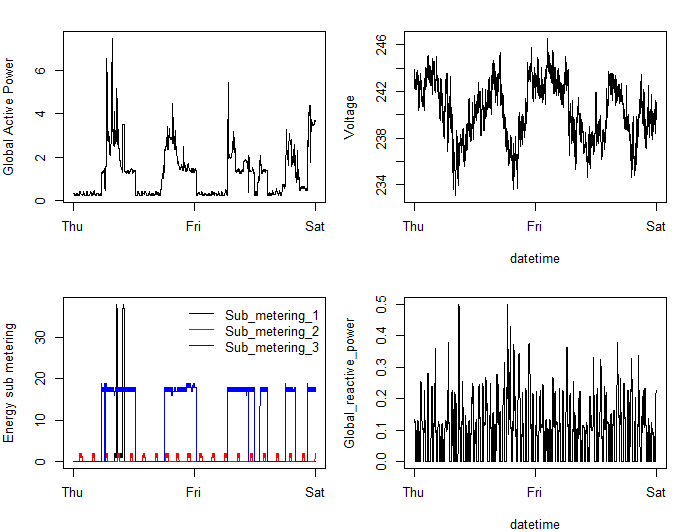 Global Active Power
0 2 4 6
Thu Fri Sat
Voltage
234 238 242 246
Thu Fri Sat
datetime
Energy sub metering
0 10 20 30
Sub_metering_1
Sub_metering_2
Sub_metering_3
Thu Fri Sat
Global_reactive_power
0.0 0.1 0.2 0.3 0.4 0.5
Thu Fri Sat
datetime